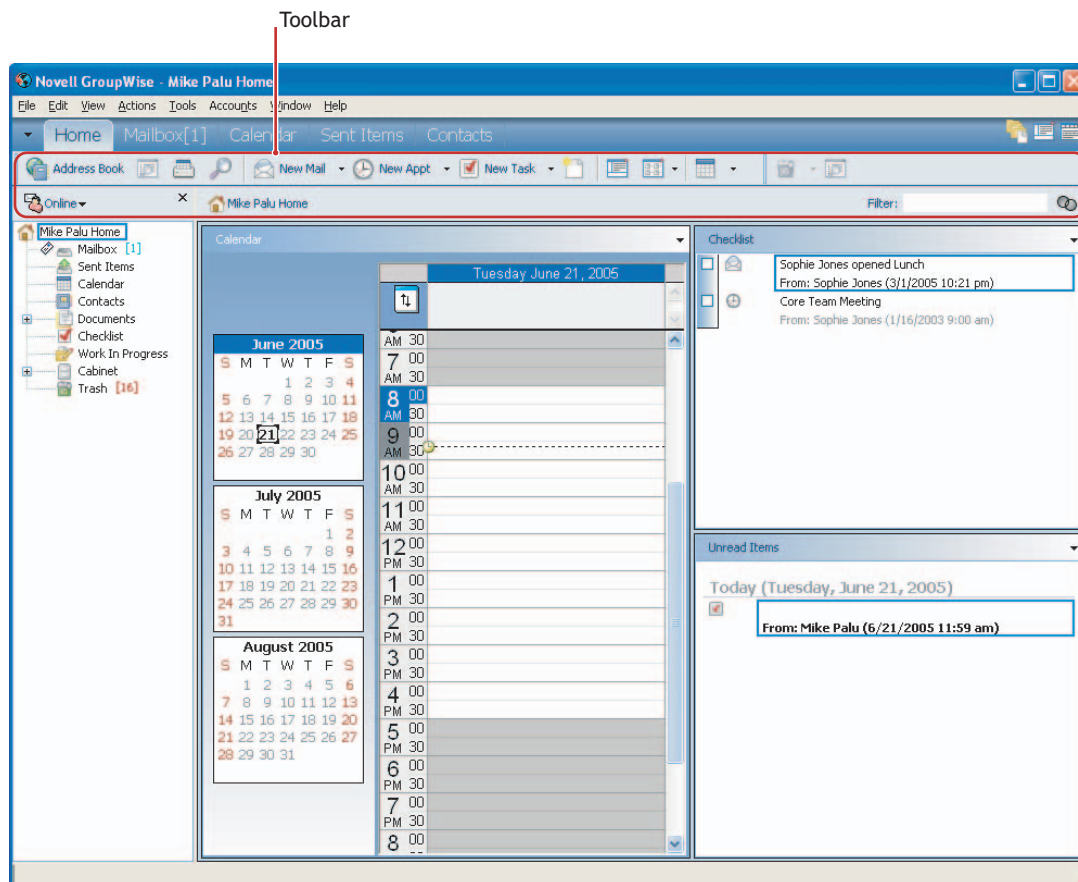 Toolbar
Novell GroupWise - Mike Palu Home
File Edit View Actions Tools Accounts Window Help
Home Mailbox[1] Calendar Sent Items Contacts
Address Book New Mail New Appt New Task
Online Mike Palu Home Filter:
Mike Palu Home
Mailbox [1]
Sent Items
Calendar
Contacts
Documents
Checklist
Work In Progress
Cabinet
Trash [16]
Calendar
Tuesday June 21, 2005
June 2005
S M T W T F S
1 2 3 4
5 6 7 8 9 10 11
12 13 14 15 16 17 18
19 20 21 22 23 24 25
26 27 28 29 30
July 2005
S M T W T F S
1 2
3 4 5 6 7 8 9
10 11 12 13 14 15 16
17 18 19 20 21 22 23
24 25 26 27 28 29 30
31
August 2005
S M T W T F S
1 2 3 4 5 6
7 8 9 10 11 12 13
14 15 16 17 18 19 20
21 22 23 24 25 26 27
28 29 30 31
AM 30
7 00
AM 30
8 00
AM 30
9 00
AM 30
10 00
AM 30
11 00
AM 30
12 00
PM 30
1 00
PM 30
2 00
PM 30
3 00
PM 30
4 00
PM 30
5 00
PM 30
6 00
PM 30
7 00
PM 30
8 00
Checklist
Sophie Jones opened Lunch
From: Sophie Jones (3/1/2005 10:21 pm)
Core Team Meeting
From: Sophie Jones (1/16/2003 9:00 am)
Unread Items
Today (Tuesday, June 21, 2005)
From: Mike Palu (6/21/2005 11:59 am)